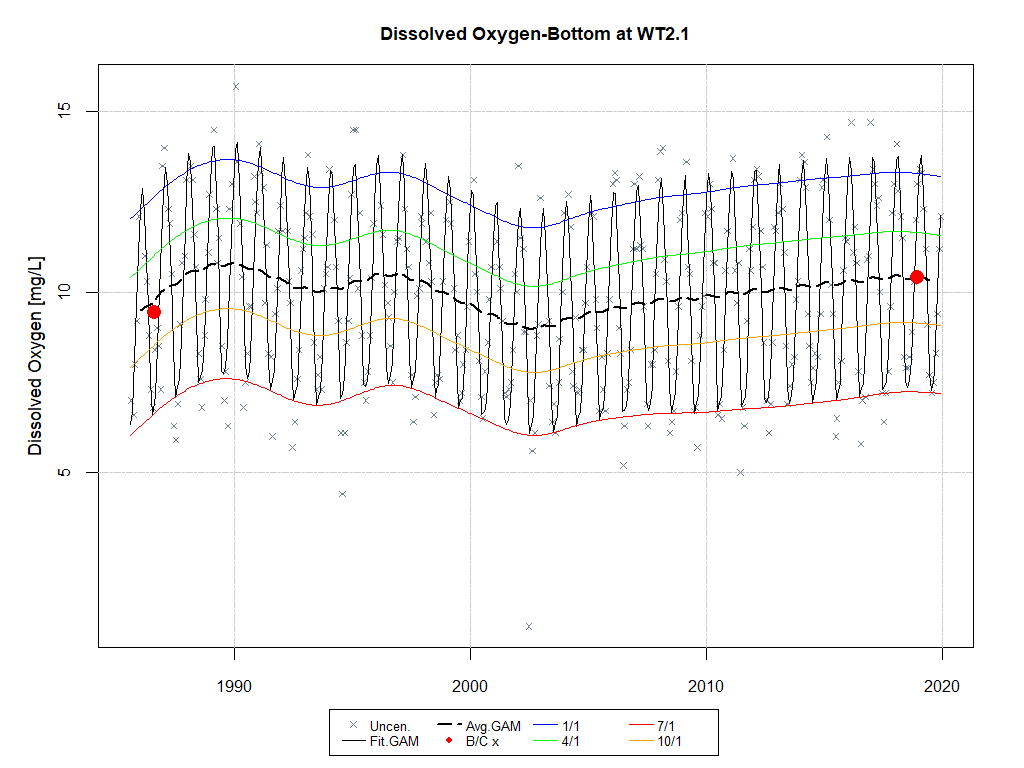 Dissolved Oxygen-Bottom at WT2.1
Dissolved Oxygen [mg/L]
15
10
5
1990 2000 2010 2020
Uncen. Avg.GAM 1/1 7/1
Fit.GAM B/C x 4/1 10/1